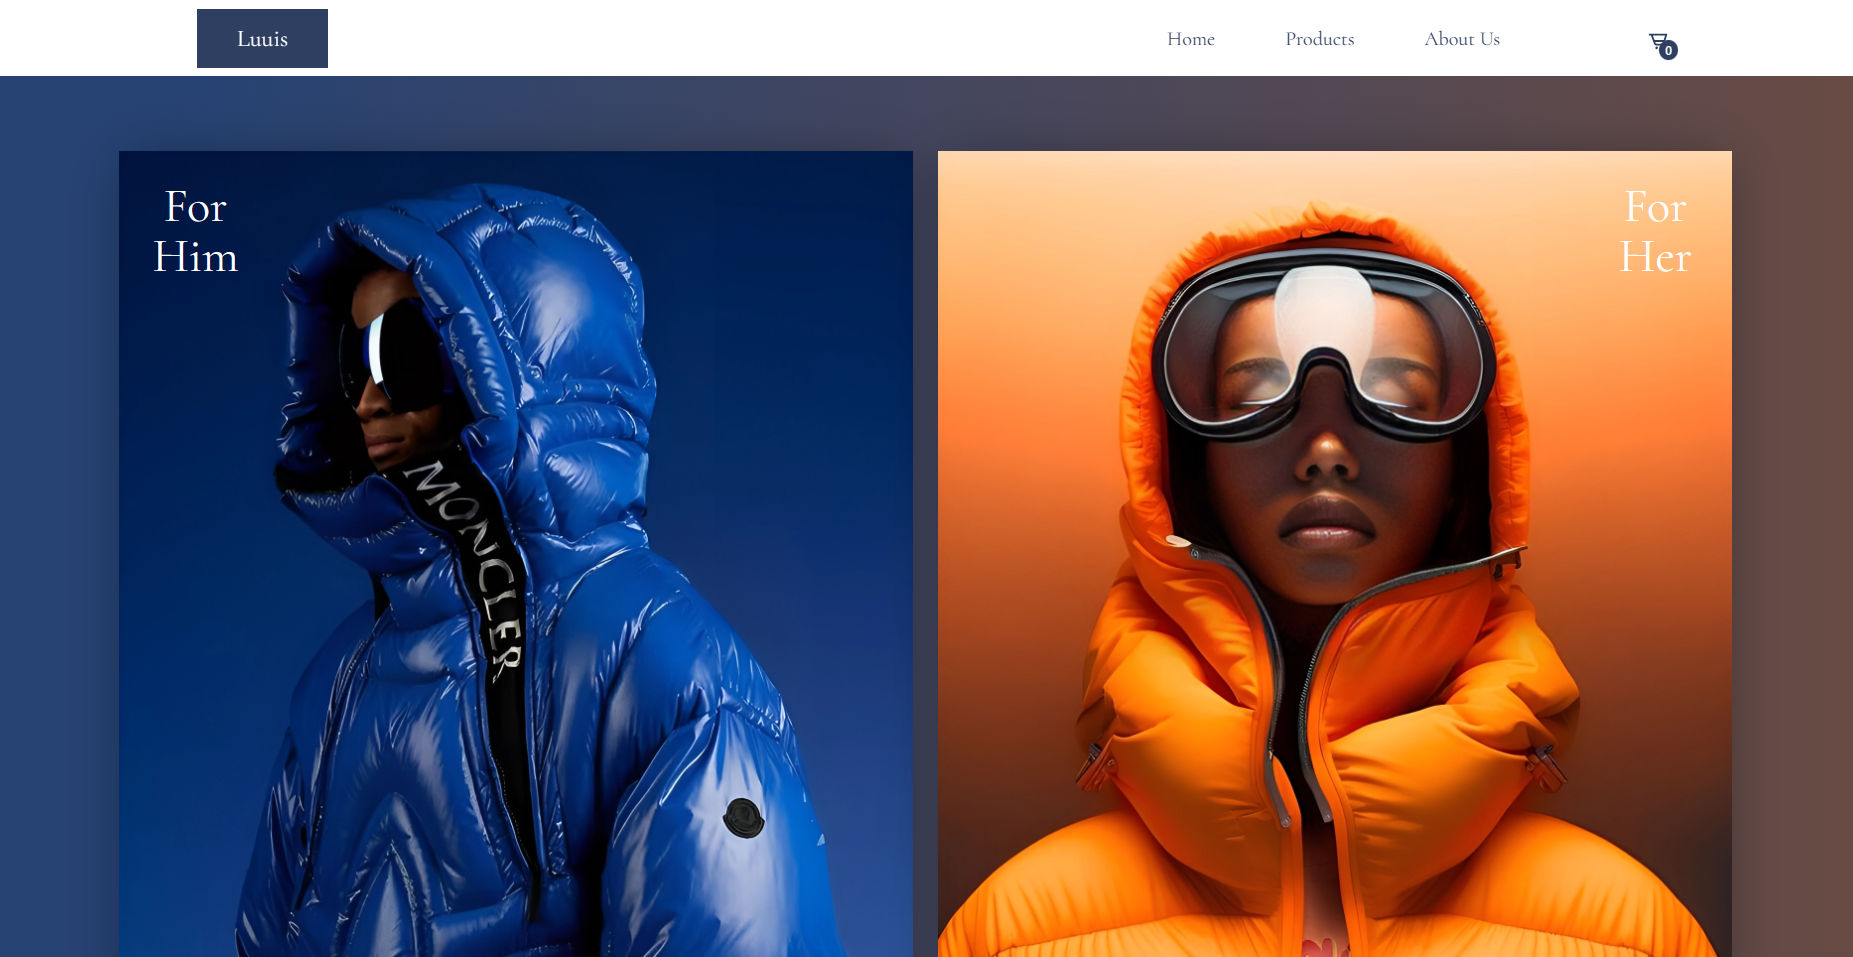 Luuis
Home
Products
About Us
0
For
Him
For
Her
MONCLER